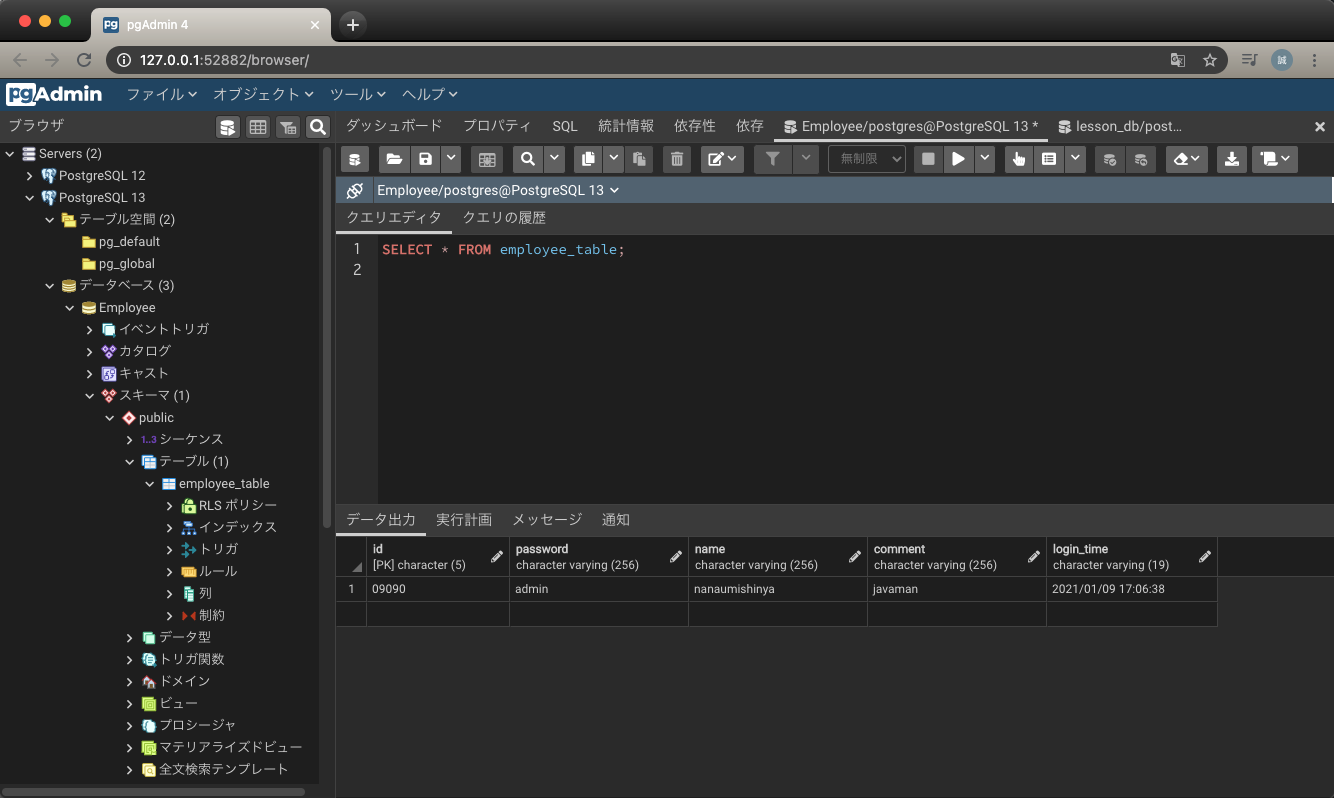 pgAdmin 4
127.0.0.1:52882/browser/
誠
pgAdmin ファイル オブジェクト ツール ヘルプ
ブラウザ
ダッシュボード プロパティ SQL 統計情報 依存性 依存 Employee/postgres@PostgreSQL 13 * lesson_db/post...
無制限
Employee/postgres@PostgreSQL 13
クエリエディタ クエリの履歴
1 SELECT * FROM employee_table;
2
Servers (2)
PostgreSQL 12
PostgreSQL 13
テーブル空間 (2)
pg_default
pg_global
データベース (3)
Employee
イベントトリガ
カタログ
キャスト
スキーマ (1)
public
1..3 シーケンス
テーブル (1)
employee_table
RLS ポリシー
インデックス
トリガ
ルール
列
制約
データ型
トリガ関数
ドメイン
ビュー
プロシージャ
マテリアライズドビュー
全文検索テンプレート
データ出力 実行計画 メッセージ 通知
id password name comment login_time
[PK] character (5) character varying (256) character varying (256) character varying (256) character varying (19)
1 09090 admin nanaumishinya javaman 2021/01/09 17:06:38